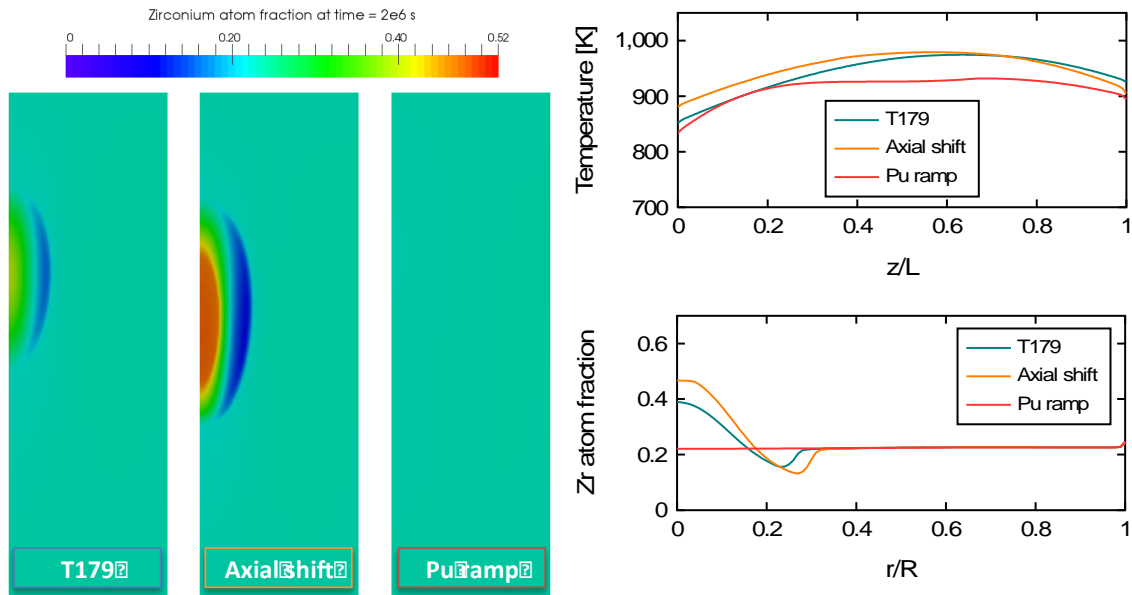 Zirconium atom fraction at time = 2e6 s
0 0.20 0.40 0.52
T179⍰
Axial⍰shift⍰
Pu⍰ramp⍰
Temperature [K]
1,000
900
800
700
T179
Axial shift
Pu ramp
0 0.2 0.4 0.6 0.8 1
z/L
Zr atom fraction
0.6
0.4
0.2
0
T179
Axial shift
Pu ramp
0 0.2 0.4 0.6 0.8 1
r/R